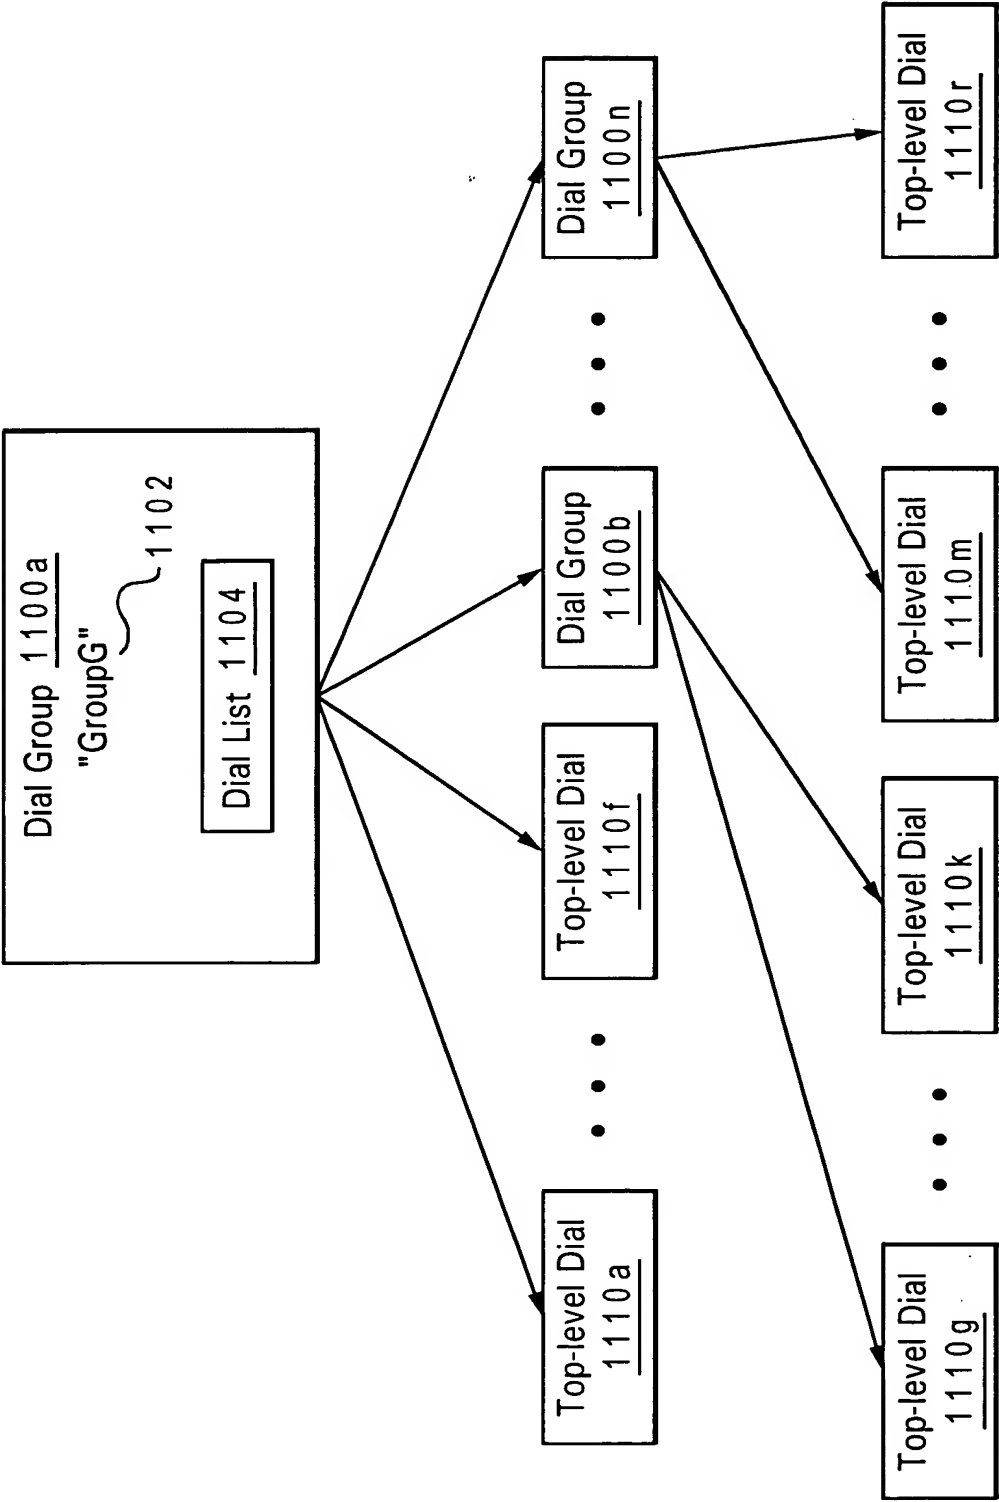 Dial Group 1100a
"GroupG"
1102
Dial List 1104
Top-level Dial
1110a
Top-level Dial
1110f
Dial Group
1100b
Dial Group
1100n
Top-level Dial
1110g
Top-level Dial
1110k
Top-level Dial
1110m
Top-level Dial
1110r